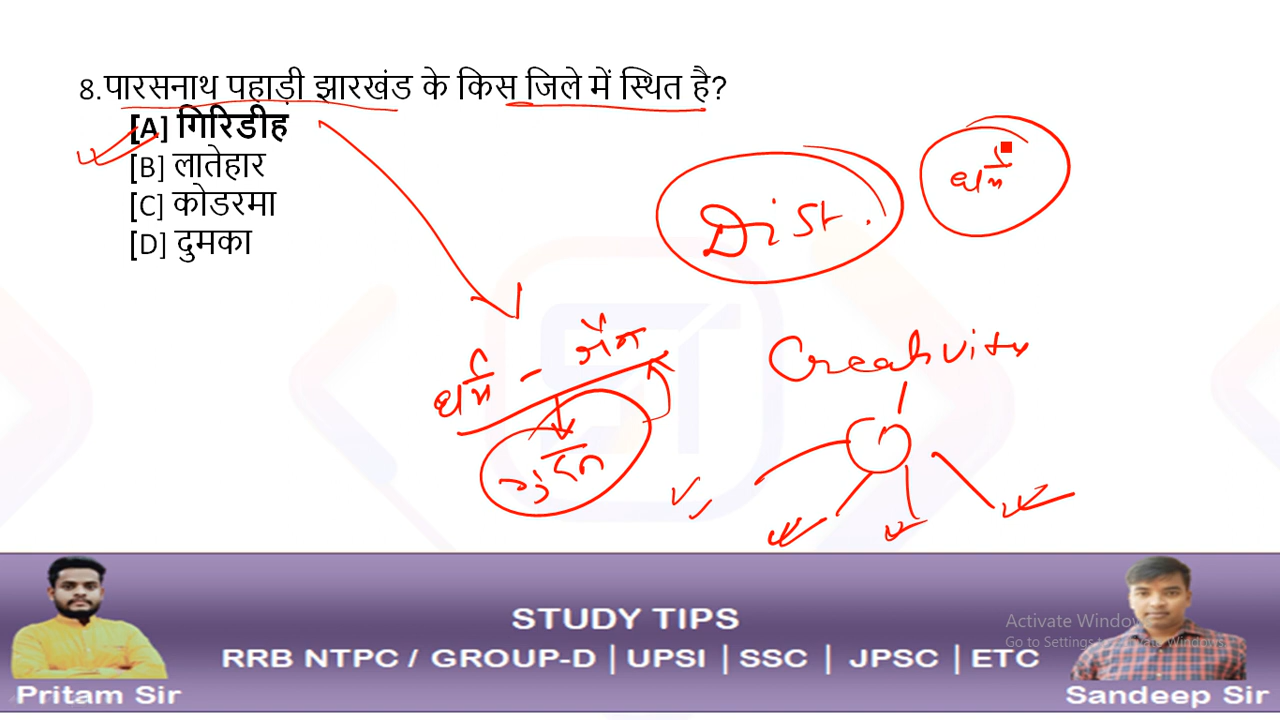 8.पारसनाथ पहाड़ी झारखंड के किस जिले में स्थित है?
[A] गिरिडीह
[B] लातेहार
[C] कोडरमा
[D] दुमका
Dist.
धर्म
धर्म - जैन
Creativity
STUDY TIPS
RRB NTPC / GROUP-D | UPSI | SSC | JPSC | ETC
Pritam Sir
Sandeep Sir
Activate Windows
Go to Settings to activate Windows.